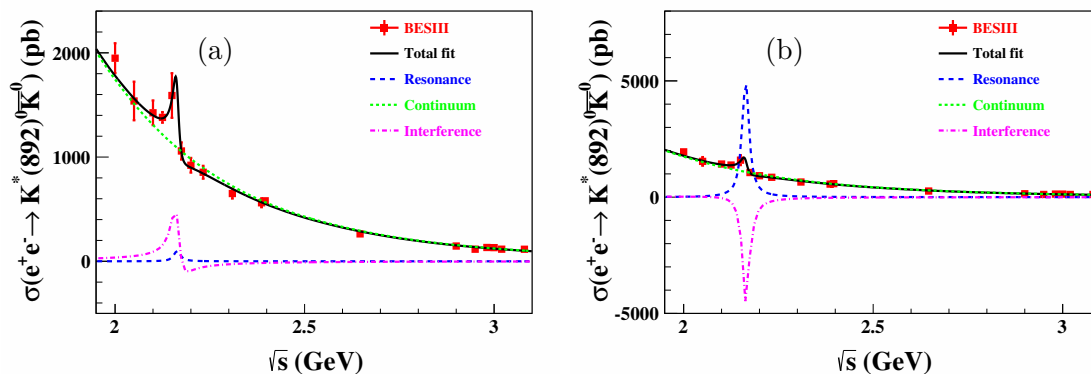 (a)
BESIII
Total fit
Resonance
Continuum
Interference
σ(e⁺e⁻→ K*(892)⁰K̅⁰) (pb)
2000
1000
0
2
2.5
3
√s (GeV)
(b)
BESIII
Total fit
Resonance
Continuum
Interference
σ(e⁺e⁻→ K*(892)⁰K̅⁰) (pb)
5000
0
-5000
2
2.5
3
√s (GeV)